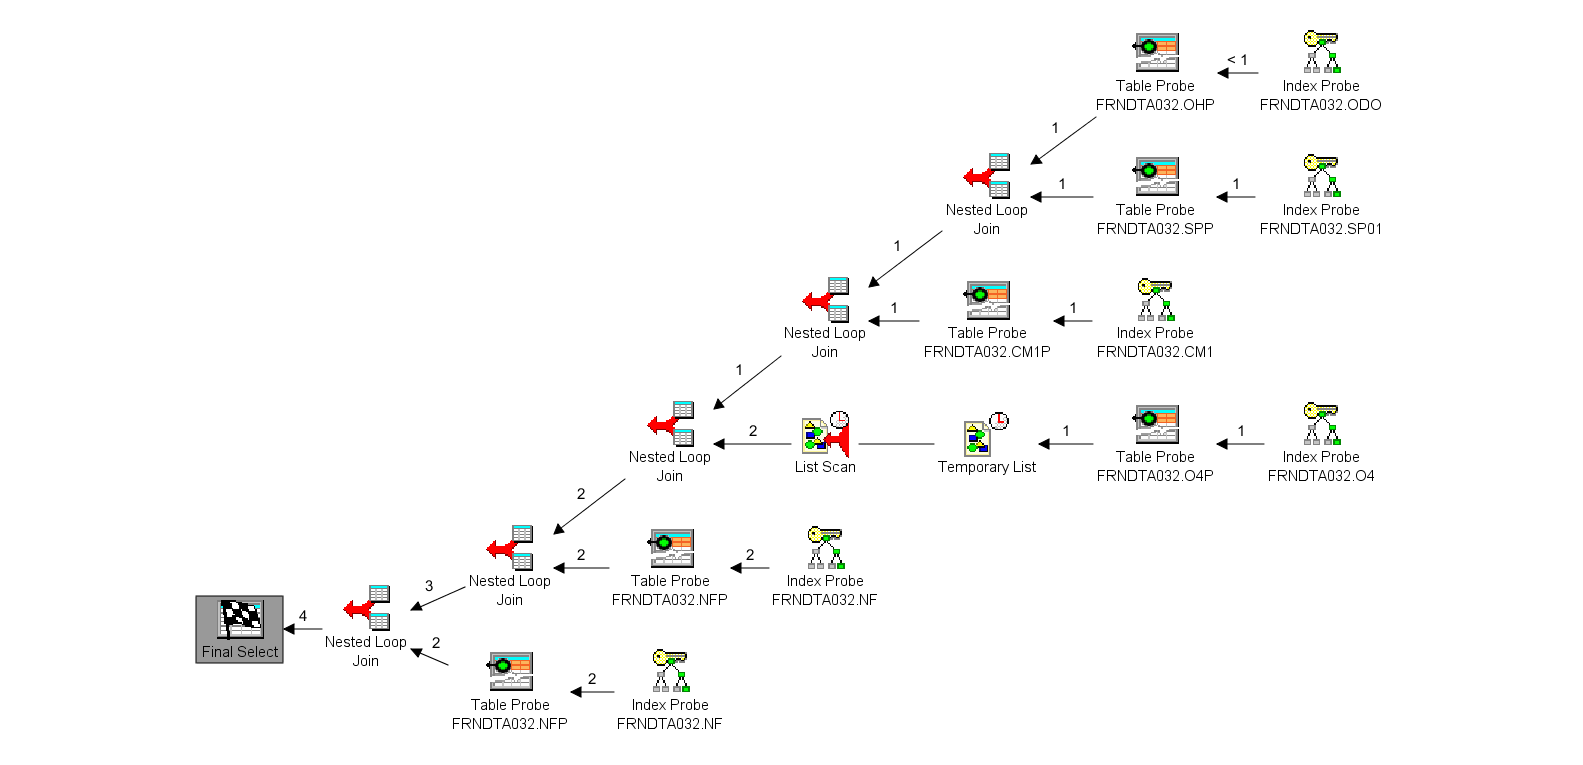 < 1
Table Probe
FRNDTA032.OHP
Index Probe
FRNDTA032.ODO
1
Nested Loop
Join
1
Table Probe
FRNDTA032.SPP
1
Index Probe
FRNDTA032.SP01
1
Nested Loop
Join
1
Table Probe
FRNDTA032.CM1P
1
Index Probe
FRNDTA032.CM1
1
Nested Loop
Join
2
List Scan
Temporary List
1
Table Probe
FRNDTA032.O4P
1
Index Probe
FRNDTA032.O4
2
Nested Loop
Join
2
Table Probe
FRNDTA032.NFP
2
Index Probe
FRNDTA032.NF
3
Final Select
4
Nested Loop
Join
2
Table Probe
FRNDTA032.NFP
2
Index Probe
FRNDTA032.NF